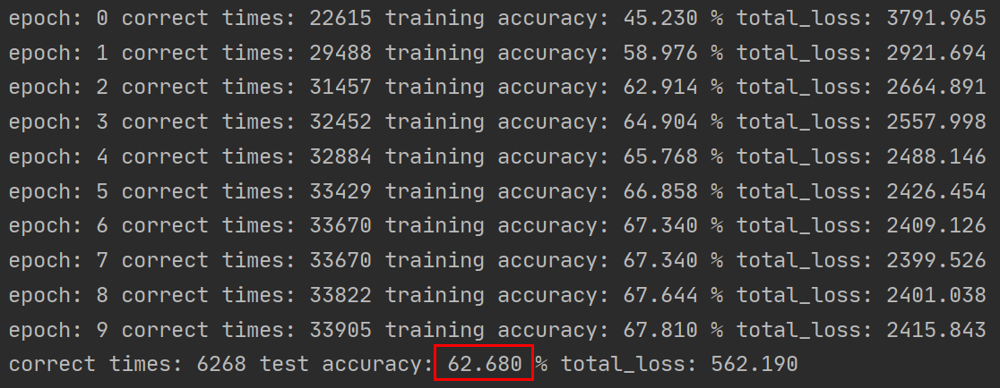 epoch: 0 correct times: 22615 training accuracy: 45.230 % total_loss: 3791.965
epoch: 1 correct times: 29488 training accuracy: 58.976 % total_loss: 2921.694
epoch: 2 correct times: 31457 training accuracy: 62.914 % total_loss: 2664.891
epoch: 3 correct times: 32452 training accuracy: 64.904 % total_loss: 2557.998
epoch: 4 correct times: 32884 training accuracy: 65.768 % total_loss: 2488.146
epoch: 5 correct times: 33429 training accuracy: 66.858 % total_loss: 2426.454
epoch: 6 correct times: 33670 training accuracy: 67.340 % total_loss: 2409.126
epoch: 7 correct times: 33670 training accuracy: 67.340 % total_loss: 2399.526
epoch: 8 correct times: 33822 training accuracy: 67.644 % total_loss: 2401.038
epoch: 9 correct times: 33905 training accuracy: 67.810 % total_loss: 2415.843
correct times: 6268 test accuracy: 62.680 % total_loss: 562.190